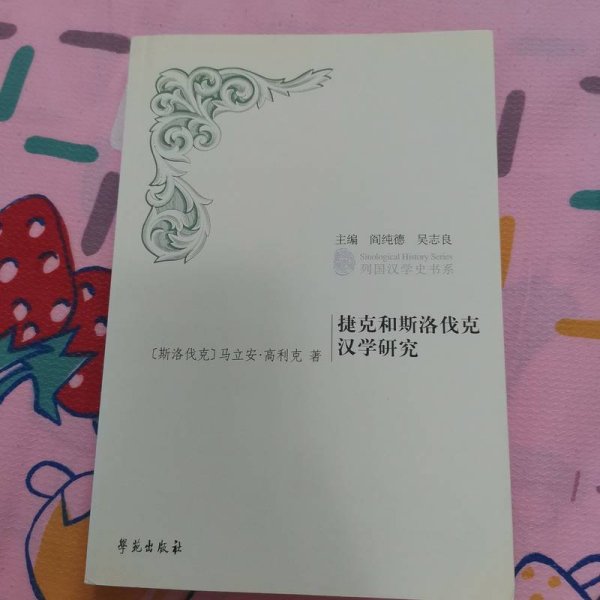 主编 阎纯德 吴志良
Sinological History Series
列国汉学史书系
捷克和斯洛伐克
汉学研究
〔斯洛伐克〕马立安·高利克 著
學苑出版社